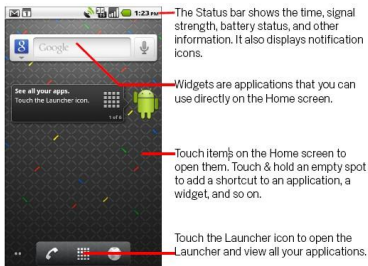 1:23 PM
The Status bar shows the time, signal
strength, battery status, and other
information. It also displays notification
icons.
Google
Widgets are applications that you can
use directly on the Home screen.
See all your apps.
Touch the Launcher icon.
1 of 6
Touch items on the Home screen to
open them. Touch & hold an empty spot
to add a shortcut to an application, a
widget, and so on.
Touch the Launcher icon to open the
Launcher and view all your applications.